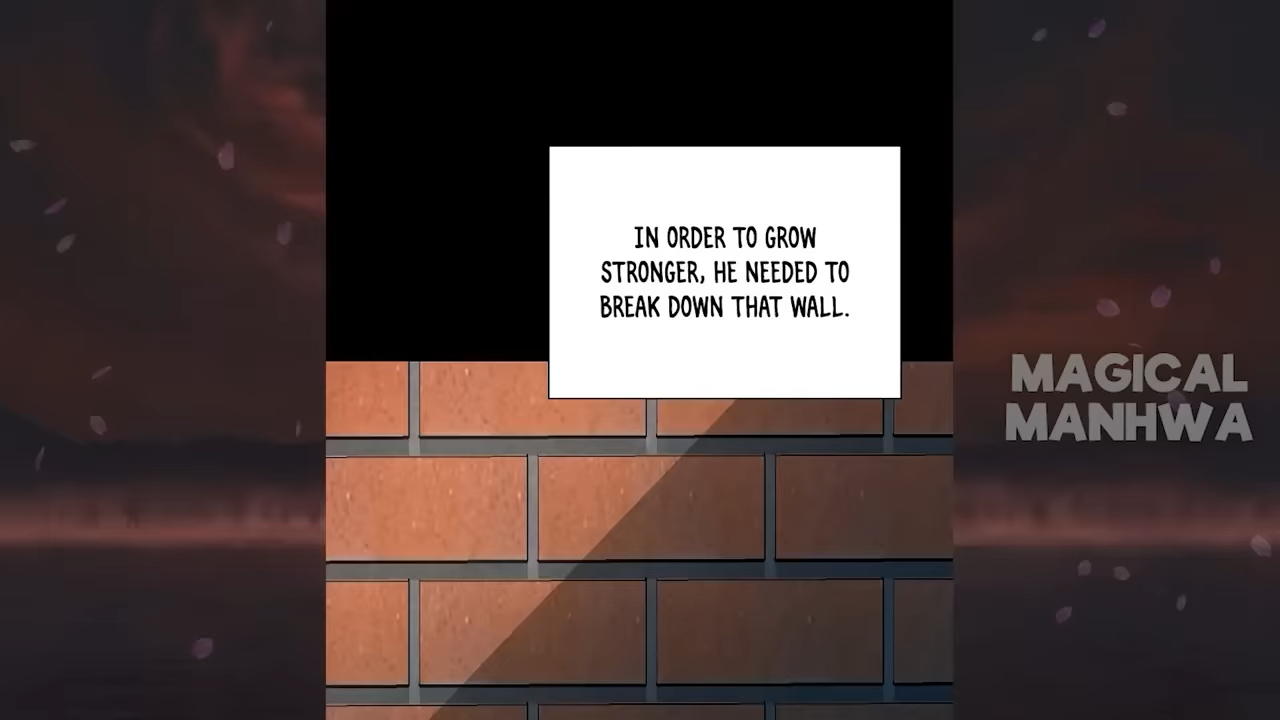 IN ORDER TO GROW
STRONGER, HE NEEDED TO
BREAK DOWN THAT WALL.
MAGICAL
MANHWA